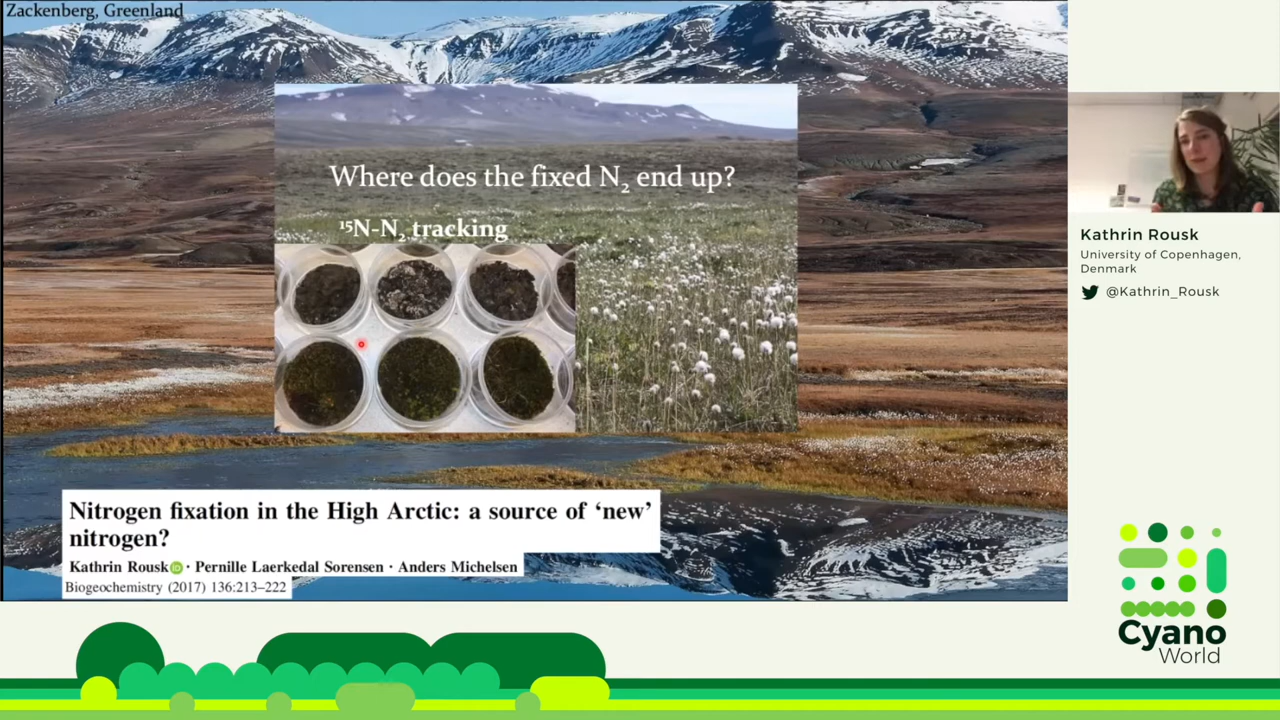 Zackenberg, Greenland
Where does the fixed N₂ end up?
¹⁵N-N₂ tracking
Nitrogen fixation in the High Arctic: a source of ‘new’
nitrogen?
Kathrin Rousk iD · Pernille Laerkedal Sorensen · Anders Michelsen
Biogeochemistry (2017) 136:213–222
Kathrin Rousk
University of Copenhagen,
Denmark
@Kathrin_Rousk
Cyano
World